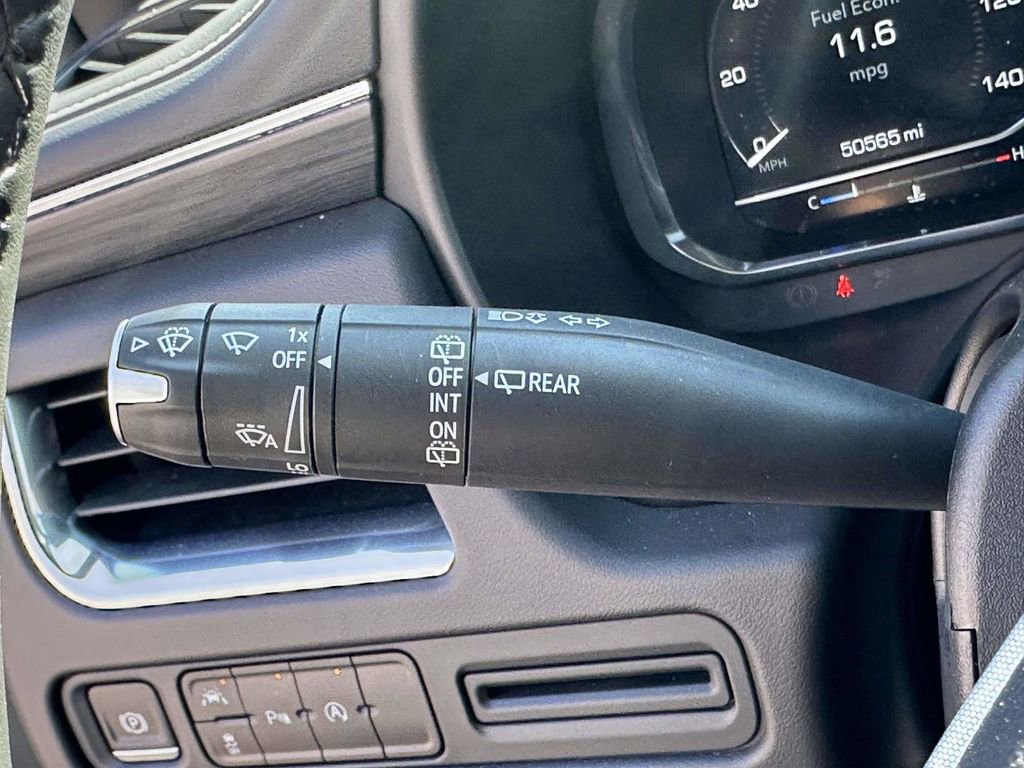 40
Fuel Econ.
120
11.6
20
mpg
140
0
MPH
50565 mi
C
H
1x
OFF
OFF
REAR
INT
A
ON
LO
P
P
A